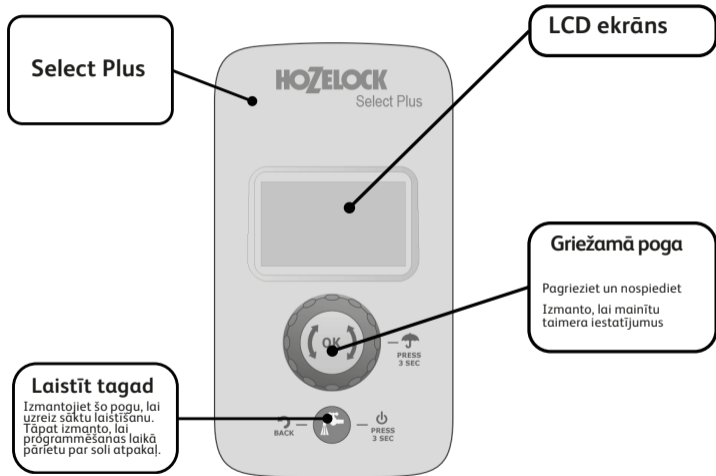 Select Plus
LCD ekrāns
HOZELOCK
Select Plus
Griežamā poga
Pagrieziet un nospiediet
Izmanto, lai mainītu
taimera iestatījumus
OK
PRESS
3 SEC
Laistīt tagad
Izmantojiet šo pogu, lai
uzreiz sāktu laistīšanu.
Tāpat izmanto, lai
programmēšanas laikā
pārietu par soli atpakaļ.
BACK
PRESS
3 SEC